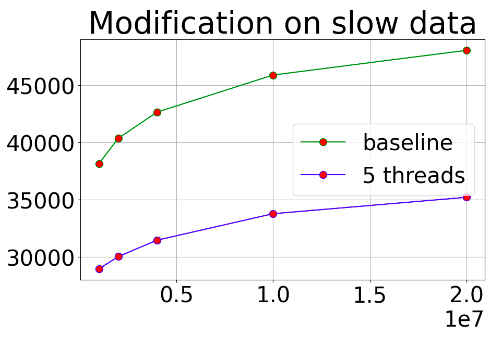 Modification on slow data
45000
40000
35000
30000
baseline
5 threads
0.5
1.0
1.5
2.0
1e7